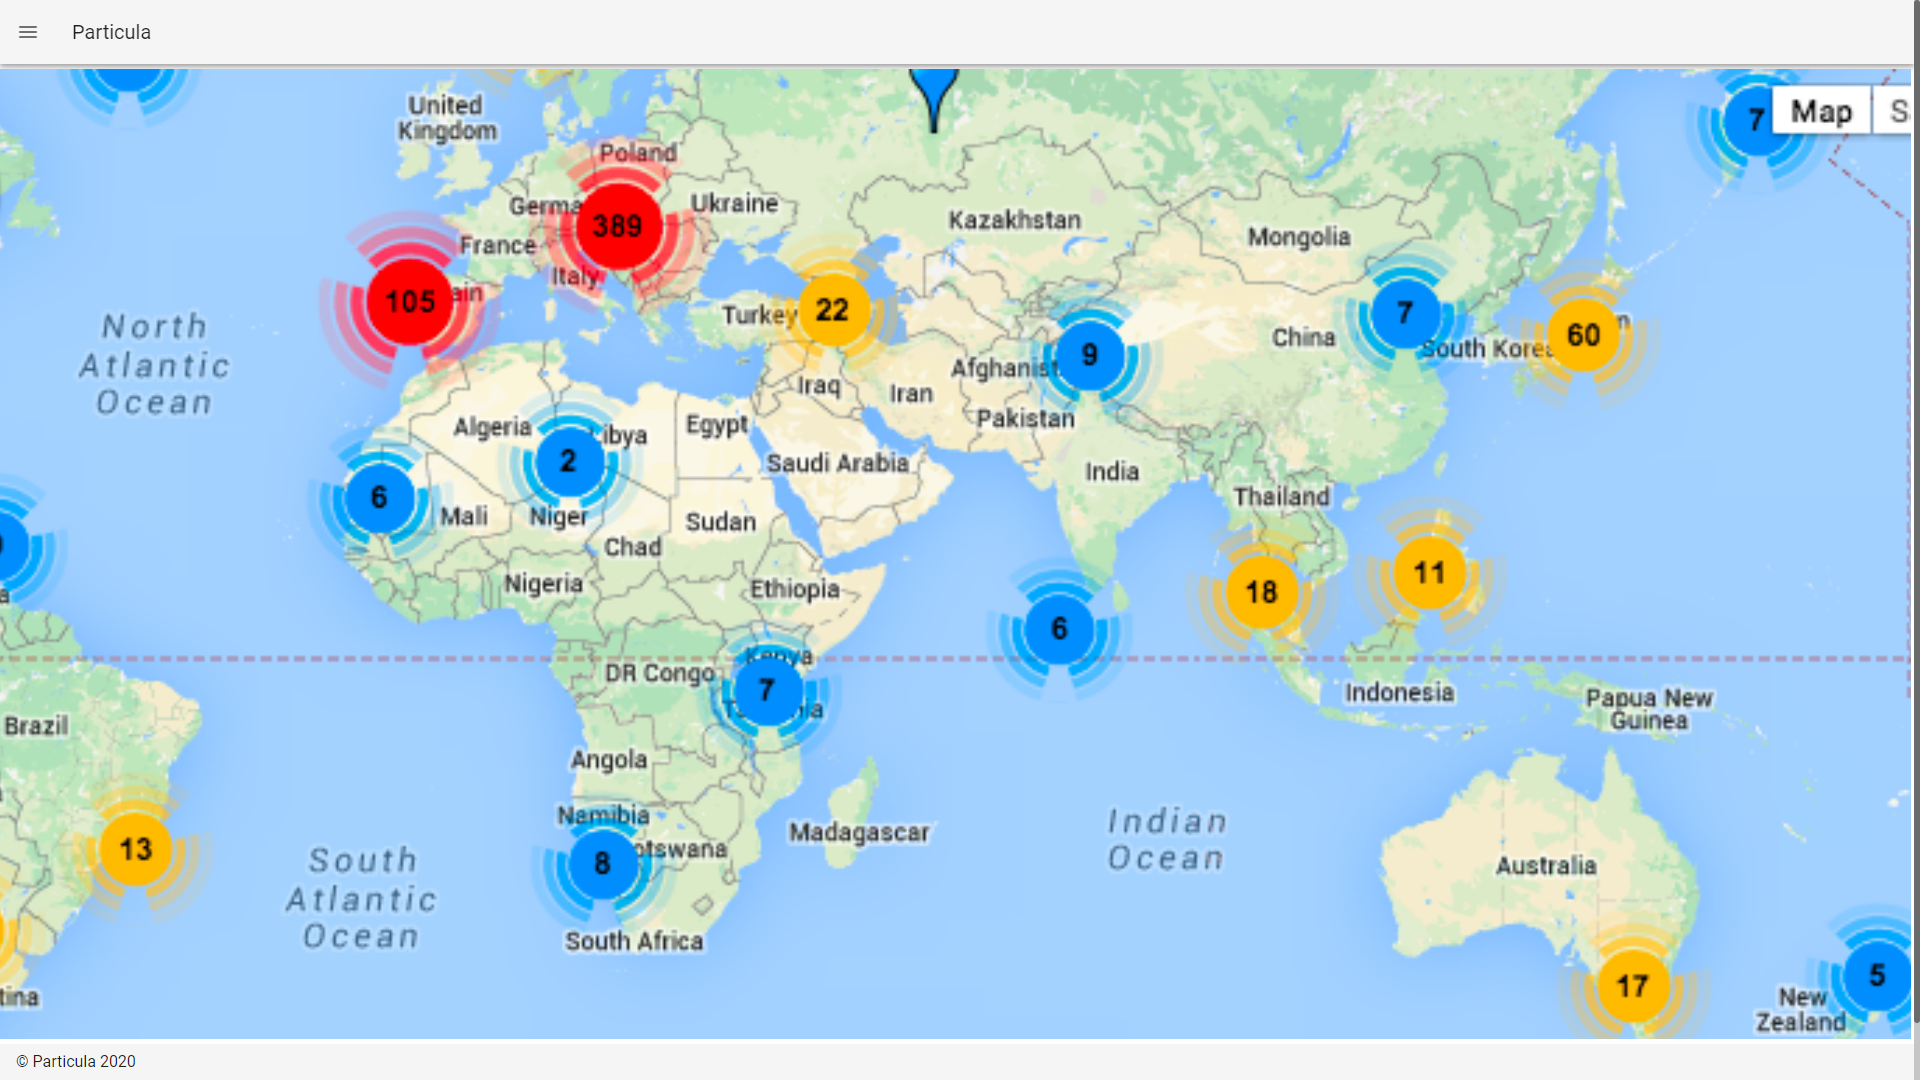 Particula
United
Kingdom
Poland
Map
7
Germa
389
Ukraine
Kazakhstan
Mongolia
France
Italy
105
ain
Turkey
22
7
China
South Kore
60
9
Afghanist
Iraq
Iran
Pakistan
North
Atlantic
Ocean
Algeria
ibya
Egypt
Saudi Arabia
India
Thailand
2
6
Mali
Niger
Sudan
Chad
Nigeria
Ethiopia
18
11
6
Kenya
DR Congo
7
Indonesia
Papua New
Guinea
Brazil
Angola
Namibia
otswana
Madagascar
Indian
Ocean
Australia
13
8
South
Atlantic
Ocean
South Africa
17
5
New
Zealand
tina
© Particula 2020